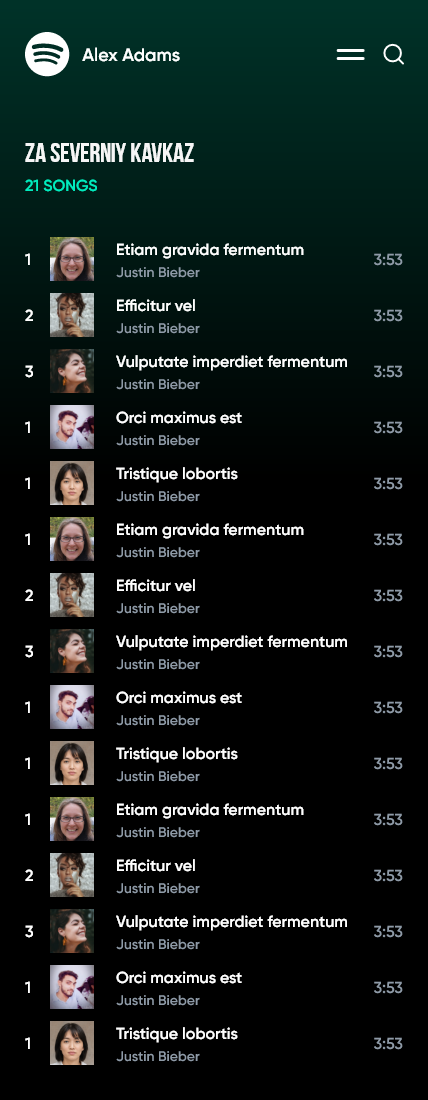 Alex Adams
ZA SEVERNIY KAVKAZ
21 SONGS
1 Etiam gravida fermentum 3:53
Justin Bieber
2 Efficitur vel 3:53
Justin Bieber
3 Vulputate imperdiet fermentum 3:53
Justin Bieber
1 Orci maximus est 3:53
Justin Bieber
1 Tristique lobortis 3:53
Justin Bieber
1 Etiam gravida fermentum 3:53
Justin Bieber
2 Efficitur vel 3:53
Justin Bieber
3 Vulputate imperdiet fermentum 3:53
Justin Bieber
1 Orci maximus est 3:53
Justin Bieber
1 Tristique lobortis 3:53
Justin Bieber
1 Etiam gravida fermentum 3:53
Justin Bieber
2 Efficitur vel 3:53
Justin Bieber
3 Vulputate imperdiet fermentum 3:53
Justin Bieber
1 Orci maximus est 3:53
Justin Bieber
1 Tristique lobortis 3:53
Justin Bieber